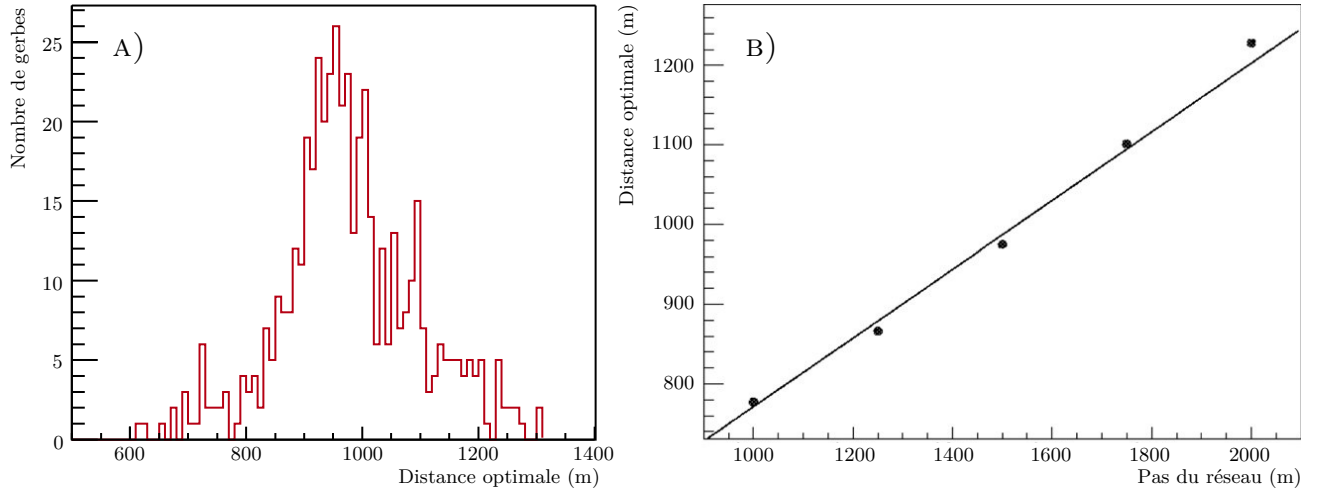 A)
Nombre de gerbes
25
20
15
10
5
0
600 800 1000 1200 1400
Distance optimale (m)
B)
Distance optimale (m)
1200
1100
1000
900
800
1000 1200 1400 1600 1800 2000
Pas du réseau (m)